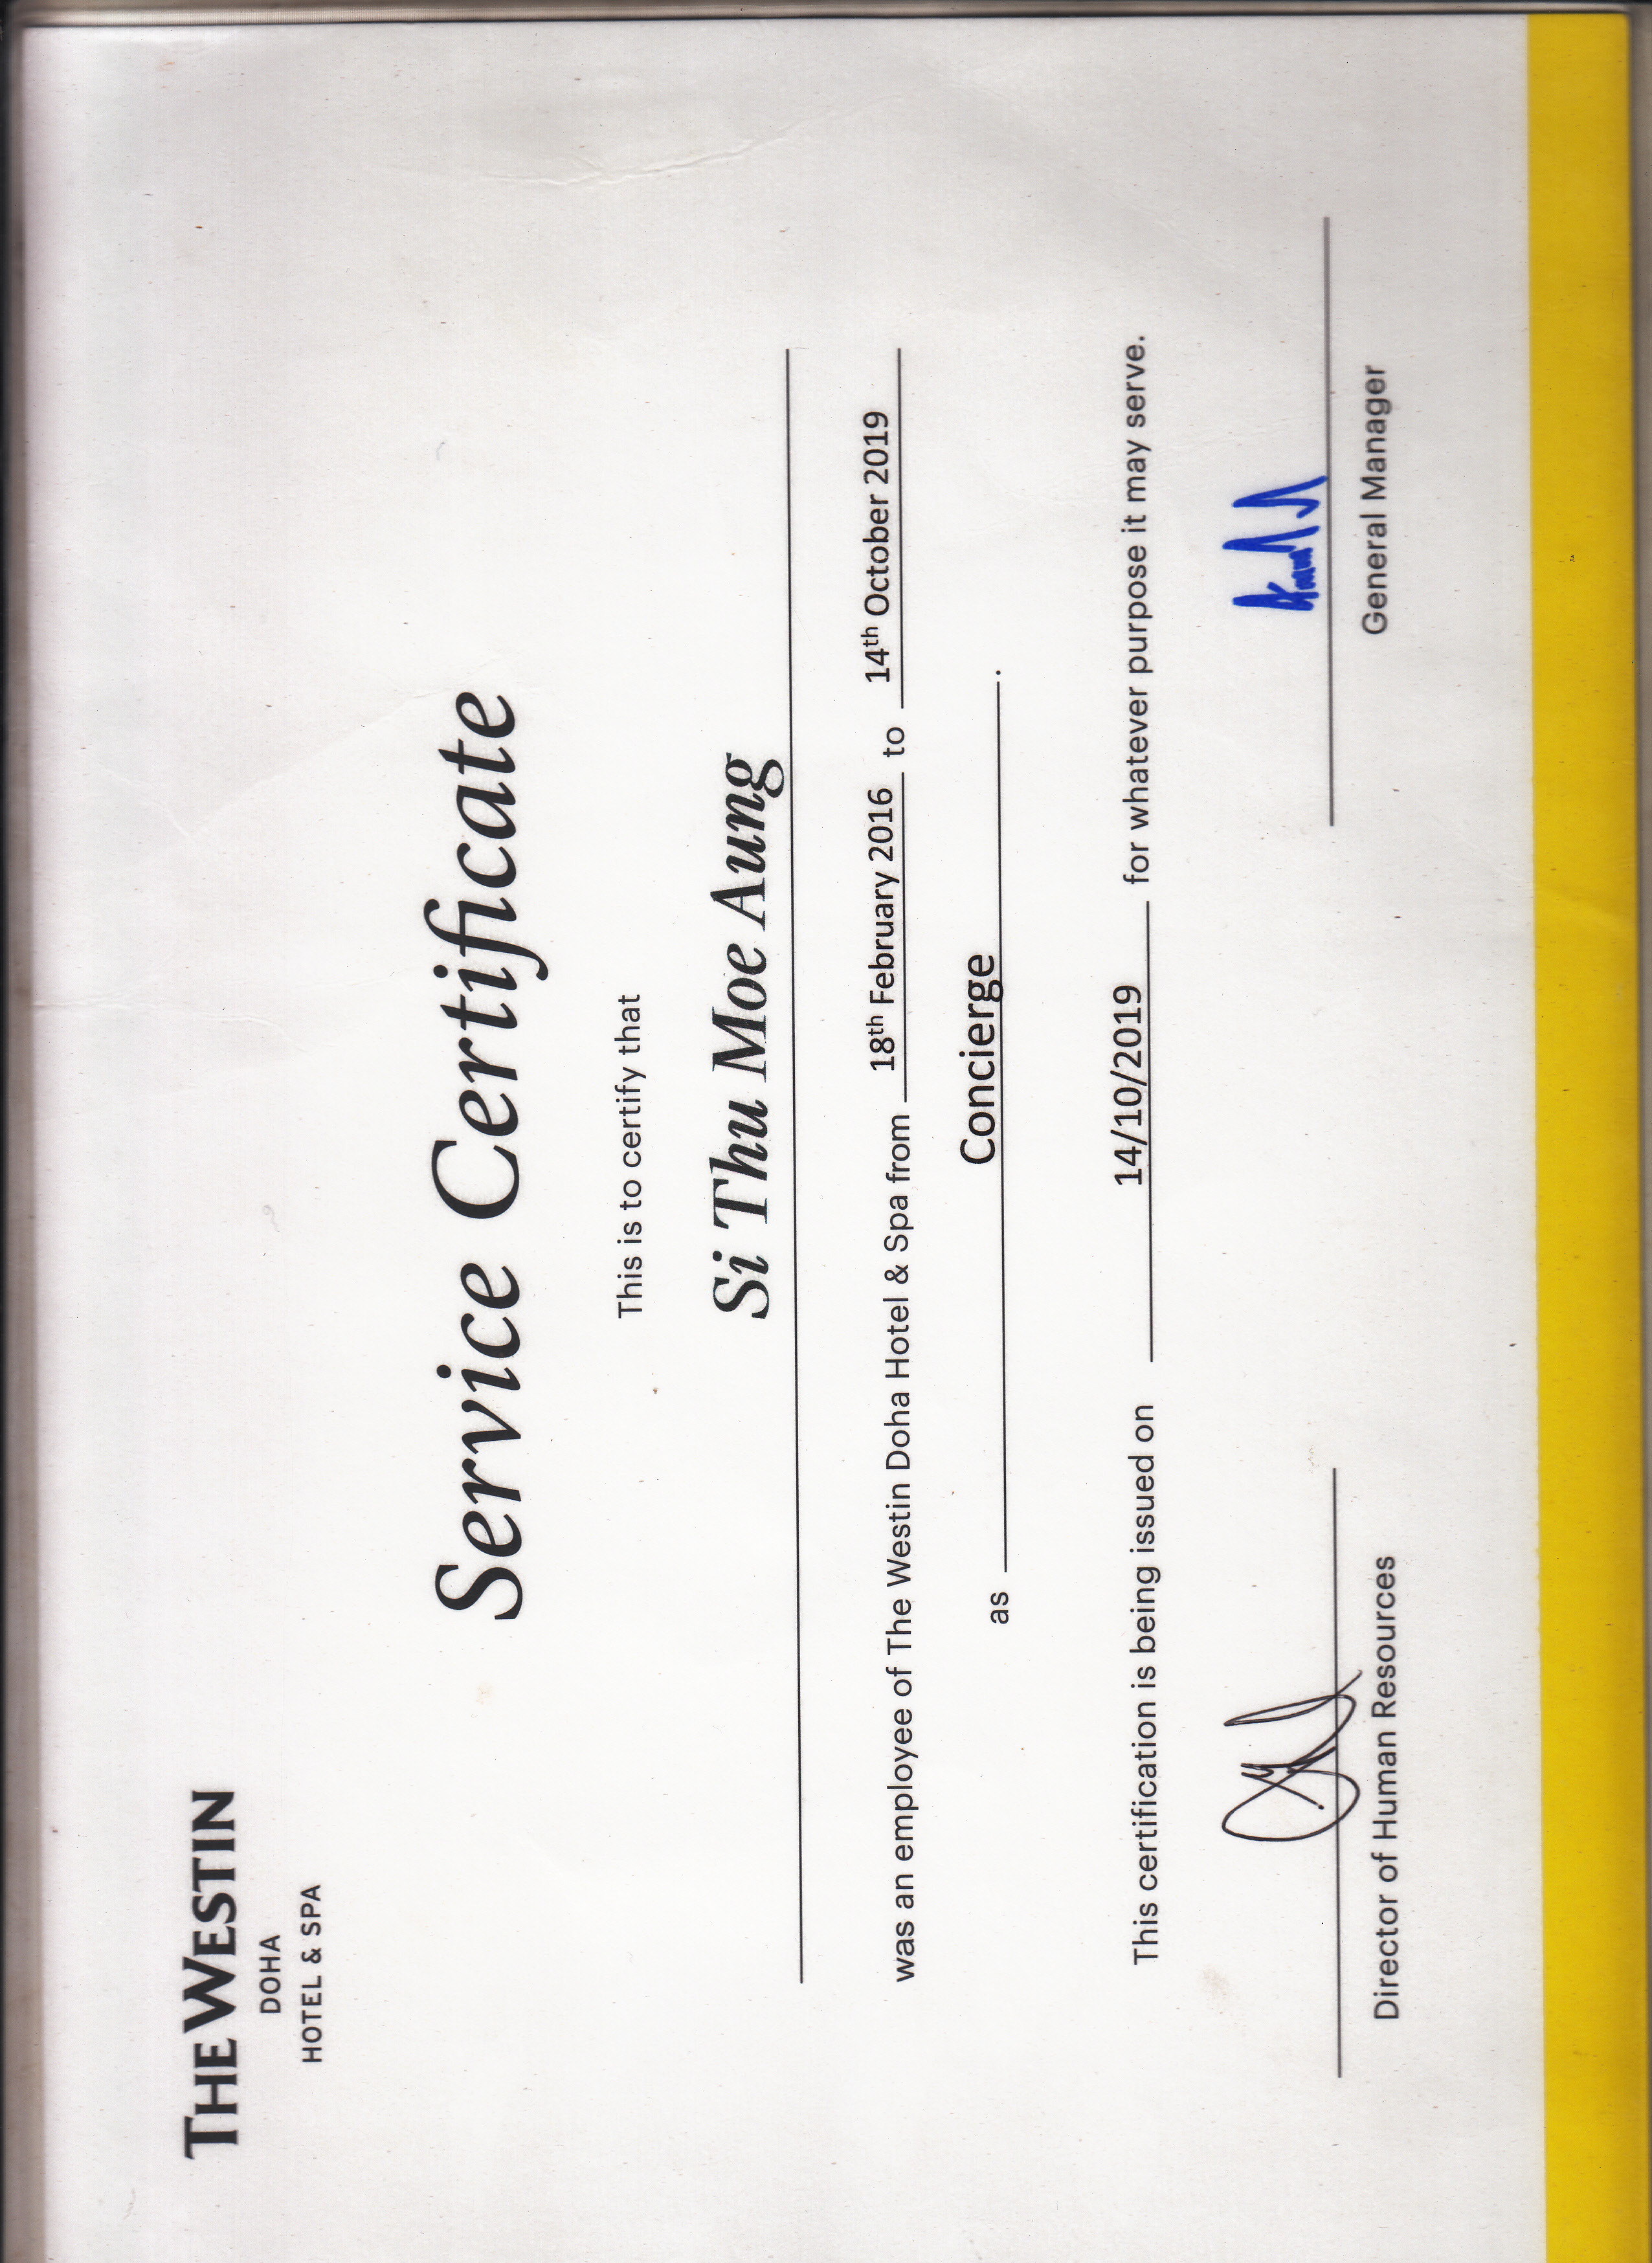 THE WESTIN
DOHA
HOTEL & SPA
Service Certificate
This is to certify that
Si Thu Moe Aung
was an employee of The Westin Doha Hotel & Spa from 18th February 2016 to 14th October 2019
as Concierge.
This certification is being issued on 14/10/2019 for whatever purpose it may serve.
Director of Human Resources
General Manager